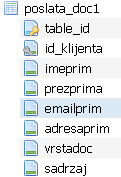 poslata_doc1
table_id
id_klijenta
imeprim
prezprima
emailprim
adresaprim
vrstadoc
sadrzaj